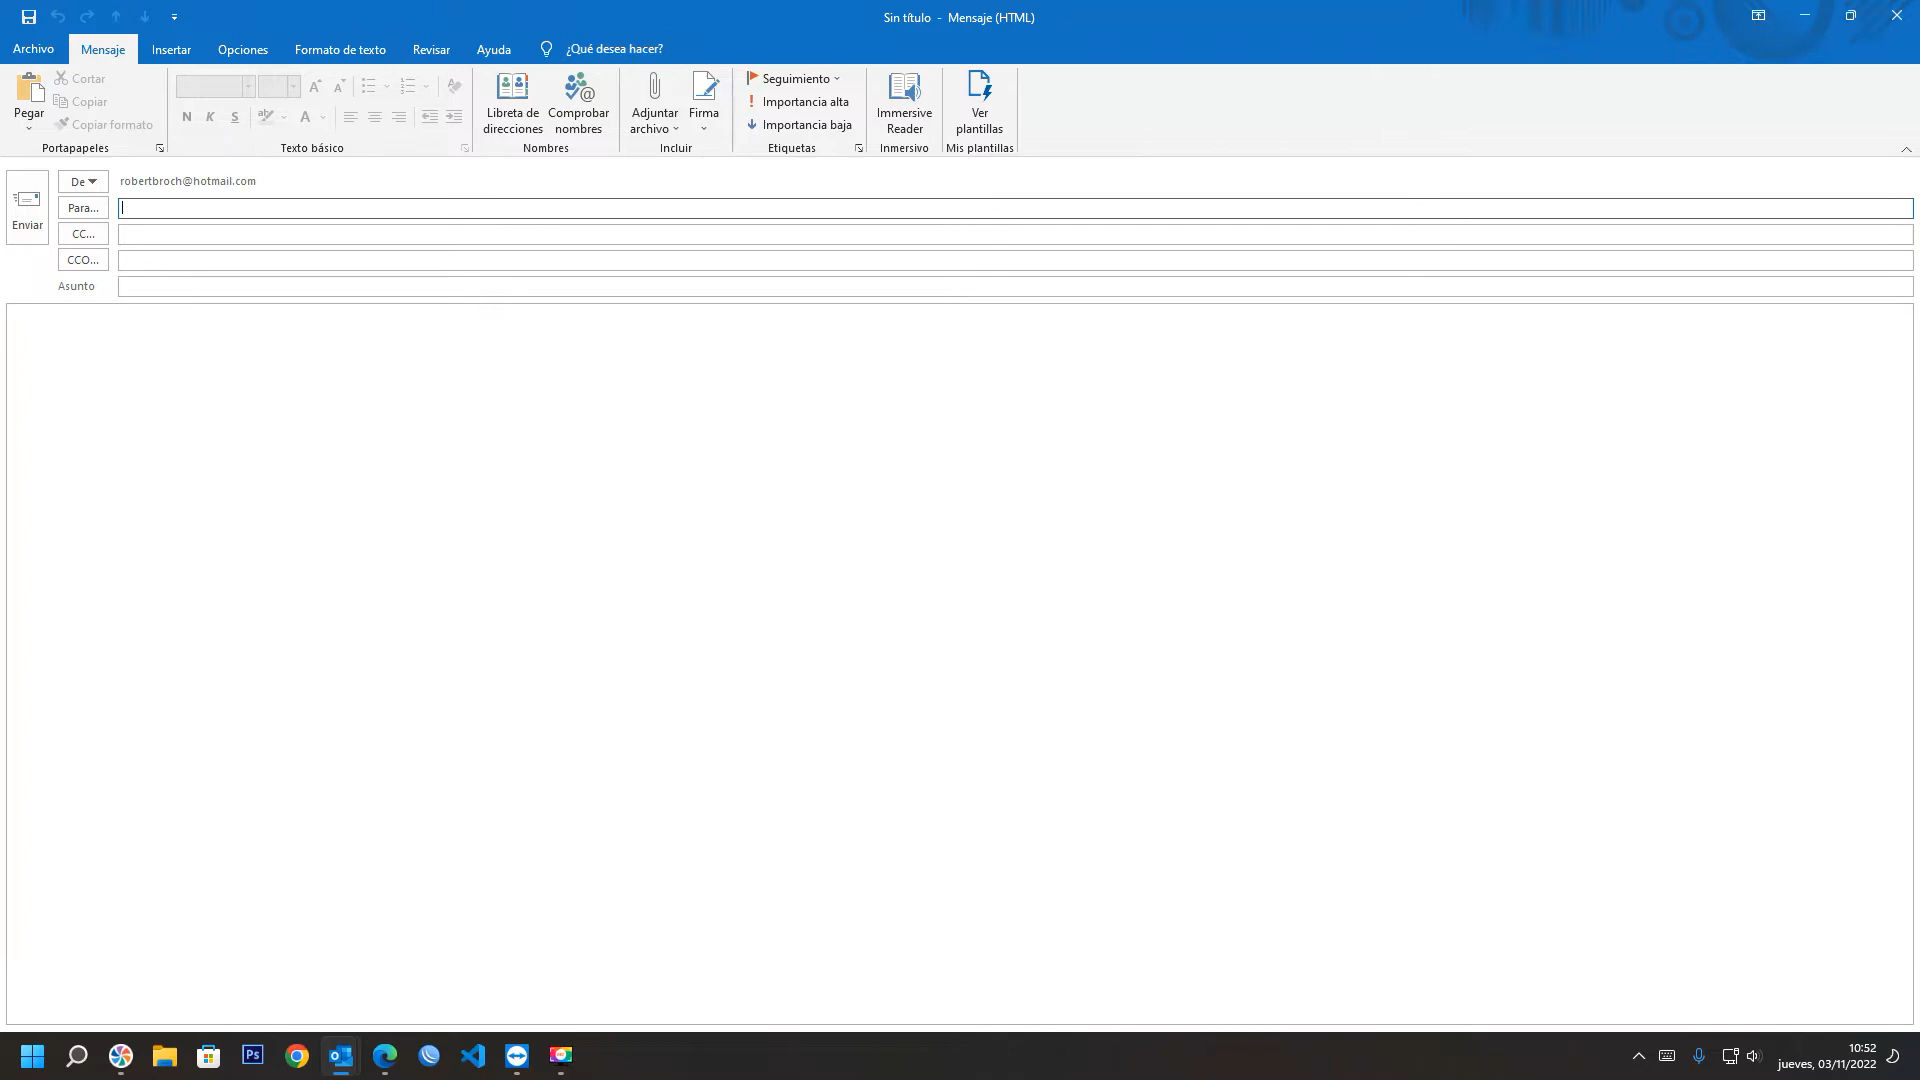 Sin título - Mensaje (HTML)
Archivo Mensaje Insertar Opciones Formato de texto Revisar Ayuda ¿Qué desea hacer?
Pegar
Cortar
Copiar
Copiar formato
Portapapeles
N K S
Texto básico
Libreta de direcciones
Comprobar nombres
Nombres
Adjuntar archivo
Firma
Incluir
Seguimiento
Importancia alta
Importancia baja
Etiquetas
Immersive Reader
Inmersivo
Ver plantillas
Mis plantillas
Enviar
De robertbroch@hotmail.com
Para...
CC...
CCO...
Asunto
Ps
10:52
jueves, 03/11/2022